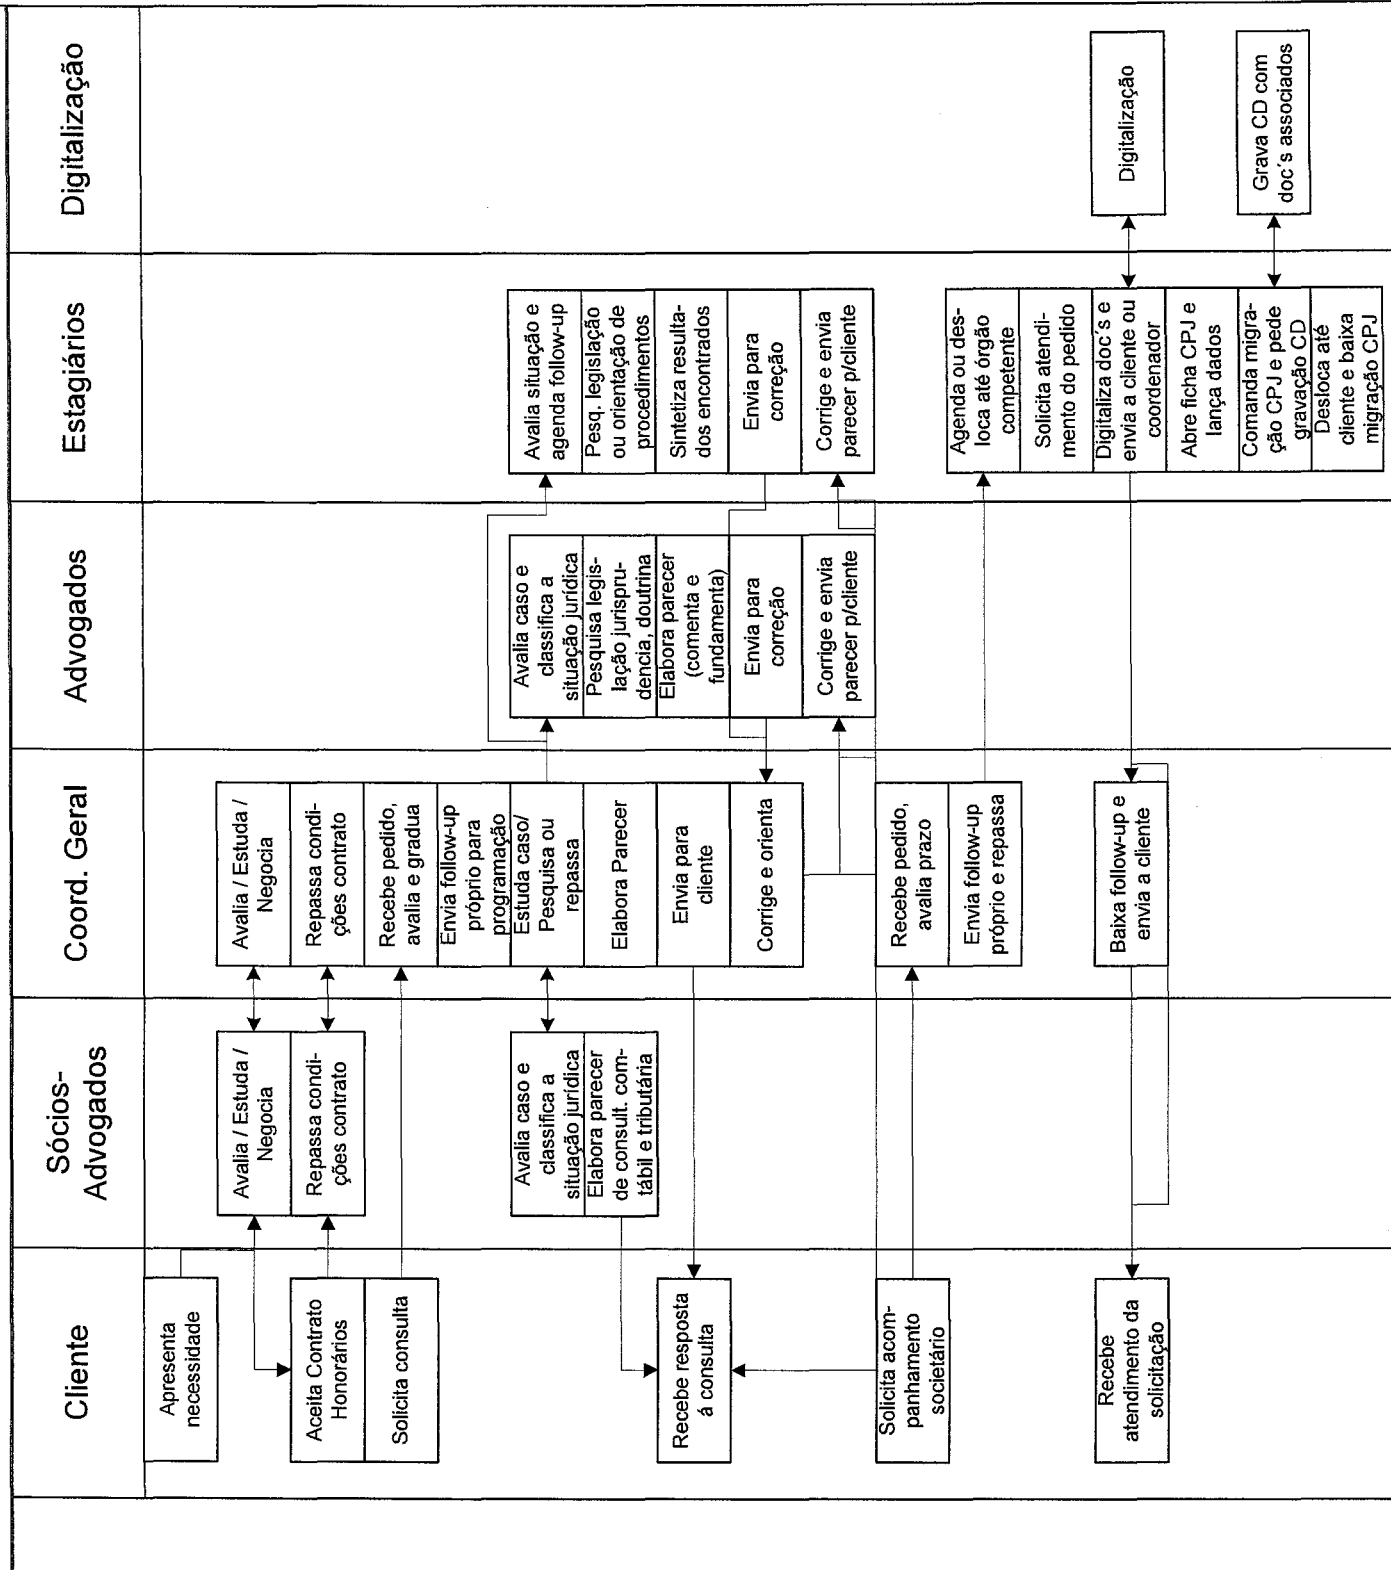 Cliente
Sócios-
Advogados
Coord. Geral
Advogados
Estagiários
Digitalização
Apresenta
necessidade
Aceita Contrato
Honorários
Solicita consulta
Recebe resposta
á consulta
Solicita acom-
panhamento
societário
Recebe
atendimento da
solicitação
Avalia / Estuda /
Negocia
Repassa condi-
ções contrato
Avalia caso e
classifica a
situação jurídica
Elabora parecer
de consult. con-
tábil e tributária
Avalia / Estuda /
Negocia
Repassa condi-
ções contrato
Recebe pedido,
avalia e gradua
Envia follow-up
próprio para
programação
Estuda caso/
Pesquisa ou
repassa
Elabora Parecer
Envia para
cliente
Corrige e orienta
Recebe pedido,
avalia prazo
Envia follow-up
próprio e repassa
Baixa follow-up e
envia a cliente
Avalia caso e
classifica a
situação jurídica
Pesquisa legis-
lação jurispru-
dencia, doutrina
Elabora parecer
(comenta e
fundamenta)
Envia para
correção
Corrige e envia
parecer p/cliente
Avalia situação e
agenda follow-up
Pesq. legislação
ou orientação de
procedimentos
Sintetiza resulta-
dos encontrados
Envia para
correção
Corrige e envia
parecer p/cliente
Agenda ou des-
loca até órgão
competente
Solicita atendi-
mento do pedido
Digitaliza doc´s e
envia a cliente ou
coordenador
Abre ficha CPJ e
lança dados
Comanda migra-
ção CPJ e pede
gravação CD
Desloca até
cliente e baixa
migração CPJ
Digitalização
Grava CD com
doc´s associados